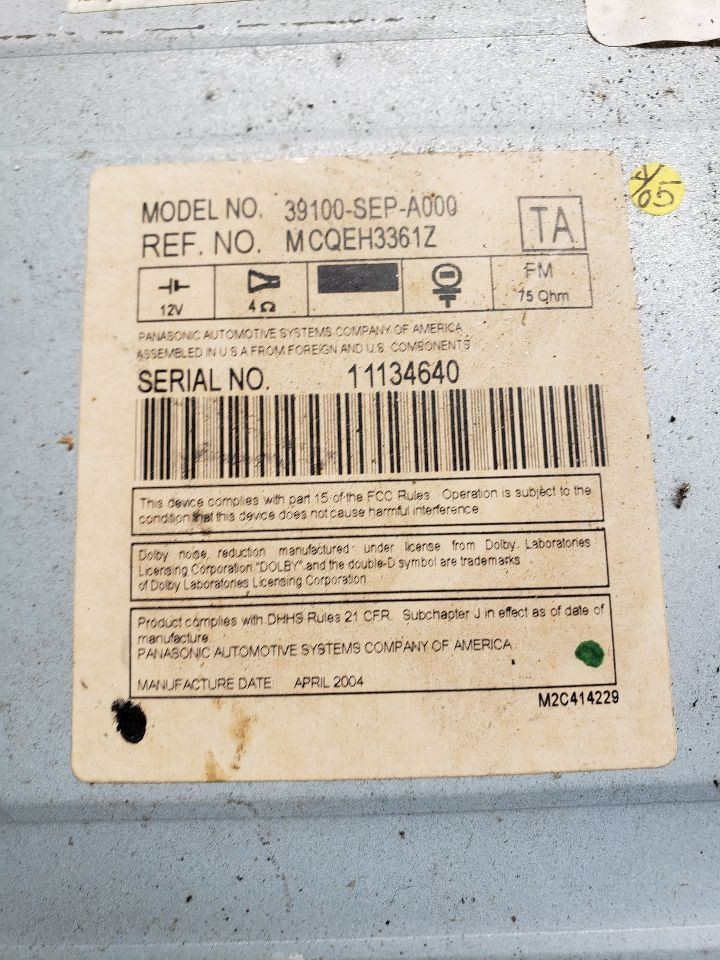 MODEL NO. 39100-SEP-A000
REF. NO. MCQEH3361Z
TA
12V
4Ω
FM
75 Ohm
PANASONIC AUTOMOTIVE SYSTEMS COMPANY OF AMERICA
ASSEMBLED IN U S A FROM FOREIGN AND U.S. COMPONENTS
SERIAL NO. 11134640
This device complies with part 15 of the FCC Rules. Operation is subject to the
condition that this device does not cause harmful interference.
Dolby noise reduction manufactured under license from Dolby Laboratories
Licensing Corporation "DOLBY" and the double-D symbol are trademarks
of Dolby Laboratories Licensing Corporation
Product complies with DHHS Rules 21 CFR. Subchapter J in effect as of date of
manufacture.
PANASONIC AUTOMOTIVE SYSTEMS COMPANY OF AMERICA
MANUFACTURE DATE: APRIL 2004
M2C414229